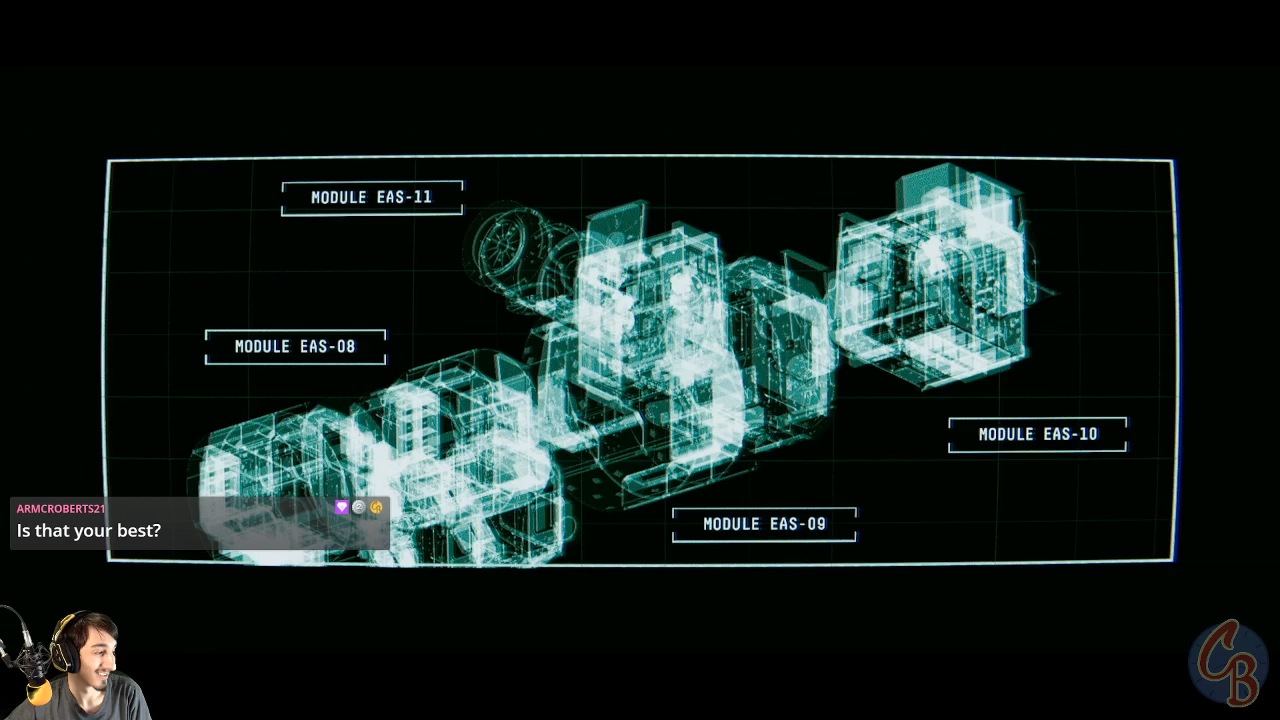 MODULE EAS-11
MODULE EAS-08
MODULE EAS-10
ARMCROBERTS21
Is that your best?
MODULE EAS-09
CB